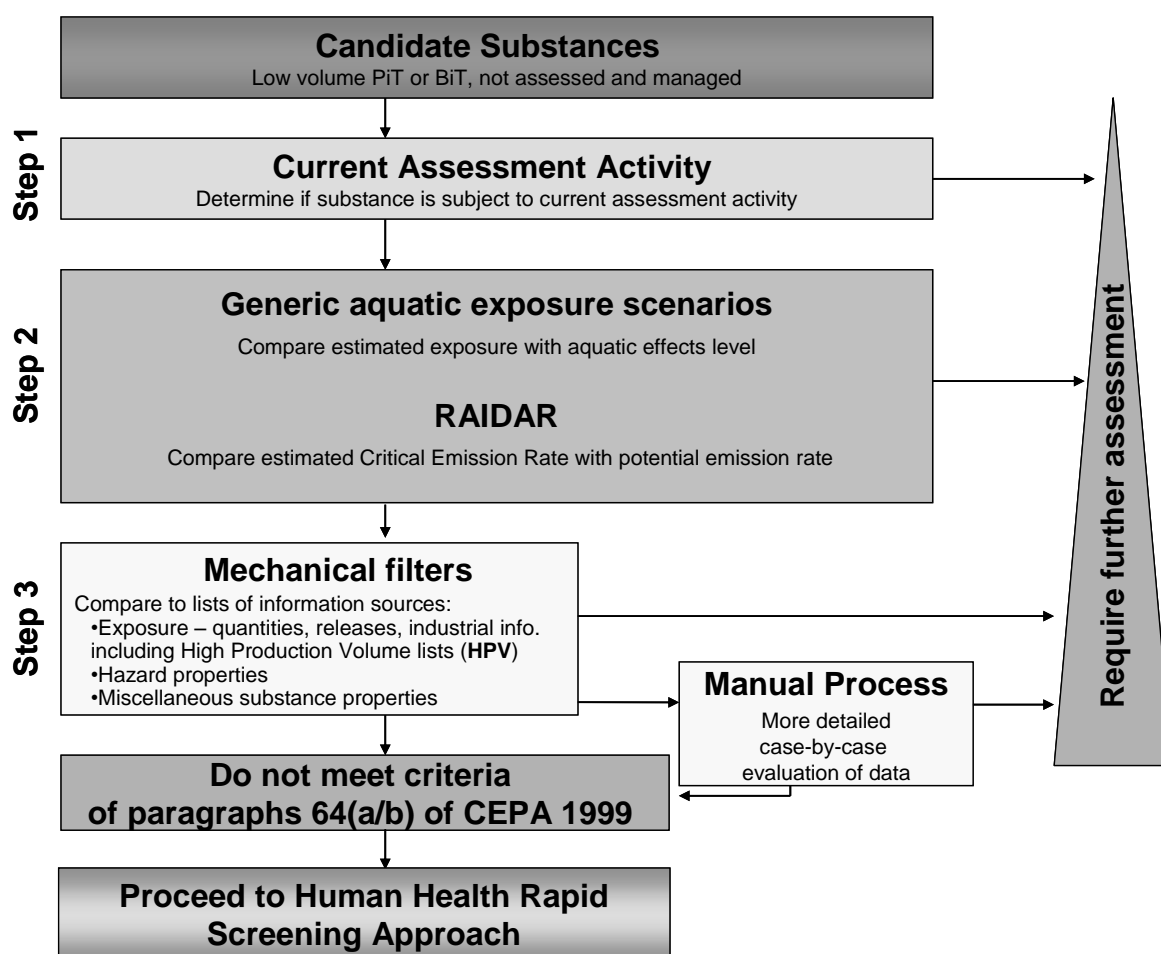 Candidate Substances
Low volume PiT or BiT, not assessed and managed
Step 1
Current Assessment Activity
Determine if substance is subject to current assessment activity
Step 2
Generic aquatic exposure scenarios
Compare estimated exposure with aquatic effects level
RAIDAR
Compare estimated Critical Emission Rate with potential emission rate
Step 3
Mechanical filters
Compare to lists of information sources:
•Exposure – quantities, releases, industrial info.
including High Production Volume lists (HPV)
•Hazard properties
•Miscellaneous substance properties
Manual Process
More detailed
case-by-case
evaluation of data
Require further assessment
Do not meet criteria
of paragraphs 64(a/b) of CEPA 1999
Proceed to Human Health Rapid
Screening Approach